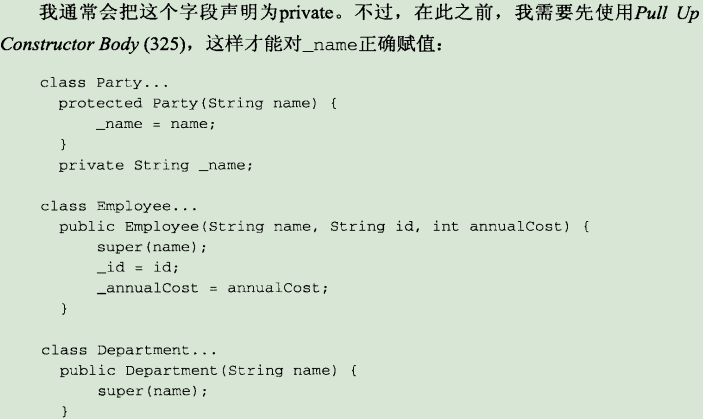 我通常会把这个字段声明为private。不过，在此之前，我需要先使用Pull Up
Constructor Body (325)，这样才能对_name正确赋值：
class Party...
  protected Party(String name) {
      _name = name;
  }
  private String _name;

class Employee...
  public Employee(String name, String id, int annualCost) {
      super(name);
      _id = id;
      _annualCost = annualCost;
  }

class Department...
  public Department(String name) {
      super(name);
  }